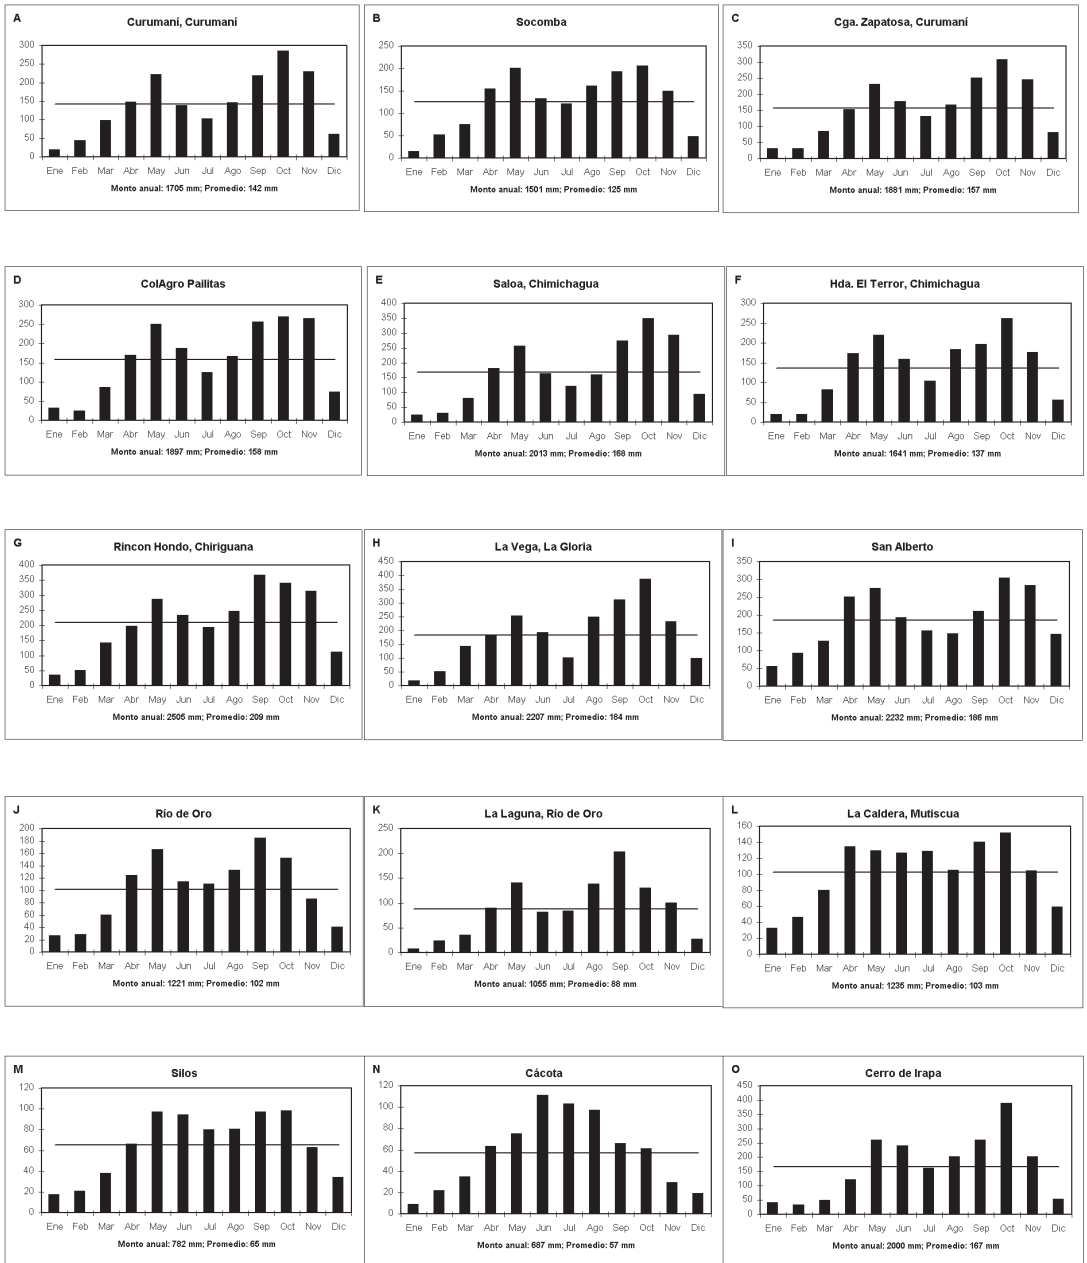 A
Curumaní, Curumaní
300
250
200
150
100
50
0
Ene Feb Mar Abr May Jun Jul Ago Sep Oct Nov Dic
Monto anual: 1705 mm; Promedio: 142 mm
B
Socomba
250
200
150
100
50
0
Ene Feb Mar Abr May Jun Jul Ago Sep Oct Nov Dic
Monto anual: 1501 mm; Promedio: 125 mm
C
Cga. Zapatosa, Curumaní
350
300
250
200
150
100
50
0
Ene Feb Mar Abr May Jun Jul Ago Sep Oct Nov Dic
Monto anual: 1881 mm; Promedio: 157 mm
D
ColAgro Pailitas
300
250
200
150
100
50
0
Ene Feb Mar Abr May Jun Jul Ago Sep Oct Nov Dic
Monto anual: 1897 mm; Promedio: 158 mm
E
Saloa, Chimichagua
400
350
300
250
200
150
100
50
0
Ene Feb Mar Abr May Jun Jul Ago Sep Oct Nov Dic
Monto anual: 2013 mm; Promedio: 168 mm
F
Hda. El Terror, Chimichagua
300
250
200
150
100
50
0
Ene Feb Mar Abr May Jun Jul Ago Sep Oct Nov Dic
Monto anual: 1641 mm; Promedio: 137 mm
G
Rincon Hondo, Chiriguana
400
350
300
250
200
150
100
50
0
Ene Feb Mar Abr May Jun Jul Ago Sep Oct Nov Dic
Monto anual: 2505 mm; Promedio: 209 mm
H
La Vega, La Gloria
450
400
350
300
250
200
150
100
50
0
Ene Feb Mar Abr May Jun Jul Ago Sep Oct Nov Dic
Monto anual: 2207 mm; Promedio: 184 mm
I
San Alberto
350
300
250
200
150
100
50
0
Ene Feb Mar Abr May Jun Jul Ago Sep Oct Nov Dic
Monto anual: 2232 mm; Promedio: 186 mm
J
Río de Oro
200
180
160
140
120
100
80
60
40
20
0
Ene Feb Mar Abr May Jun Jul Ago Sep Oct Nov Dic
Monto anual: 1221 mm; Promedio: 102 mm
K
La Laguna, Río de Oro
250
200
150
100
50
0
Ene Feb Mar Abr May Jun Jul Ago Sep Oct Nov Dic
Monto anual: 1055 mm; Promedio: 88 mm
L
La Caldera, Mutiscua
160
140
120
100
80
60
40
20
0
Ene Feb Mar Abr May Jun Jul Ago Sep Oct Nov Dic
Monto anual: 1235 mm; Promedio: 103 mm
M
Silos
120
100
80
60
40
20
0
Ene Feb Mar Abr May Jun Jul Ago Sep Oct Nov Dic
Monto anual: 782 mm; Promedio: 65 mm
N
Cácota
120
100
80
60
40
20
0
Ene Feb Mar Abr May Jun Jul Ago Sep Oct Nov Dic
Monto anual: 687 mm; Promedio: 57 mm
O
Cerro de Irapa
450
400
350
300
250
200
150
100
50
0
Ene Feb Mar Abr May Jun Jul Ago Sep Oct Nov Dic
Monto anual: 2000 mm; Promedio: 167 mm